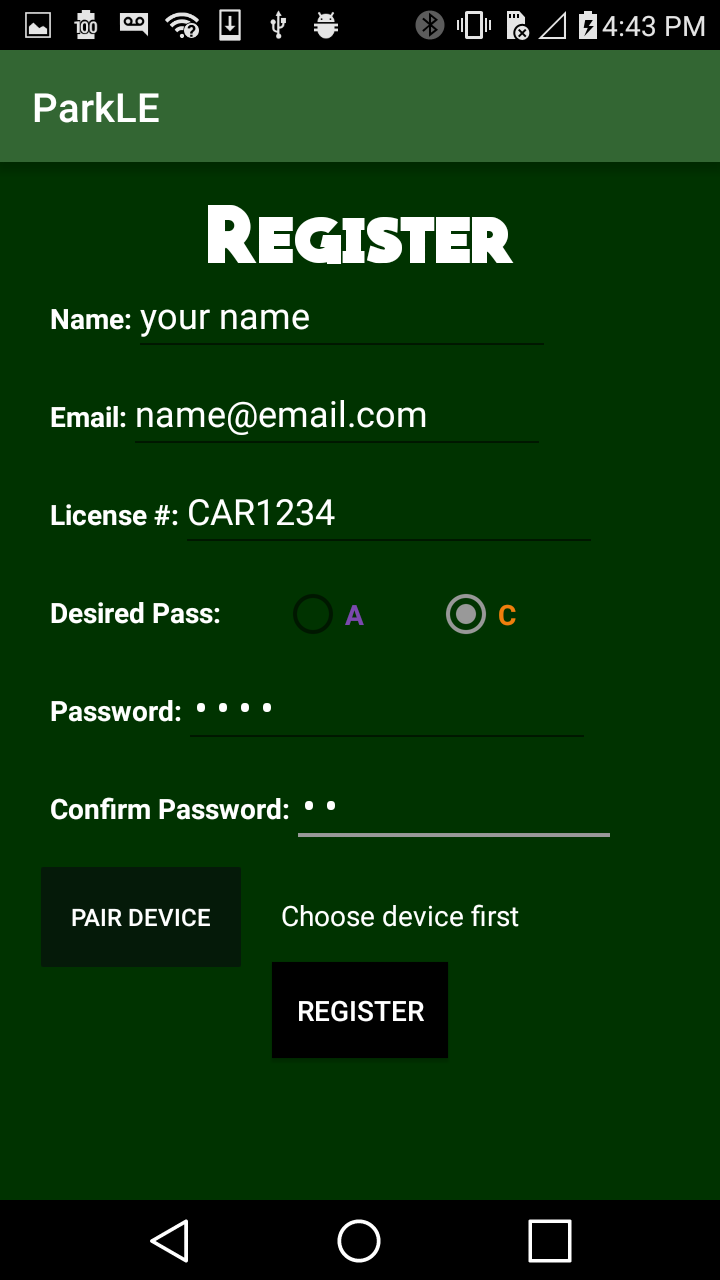 100 4:43 PM
ParkLE
REGISTER
Name: your name
Email: name@email.com
License #: CAR1234
Desired Pass: A C
Password: ••••
Confirm Password: ••
PAIR DEVICE Choose device first
REGISTER